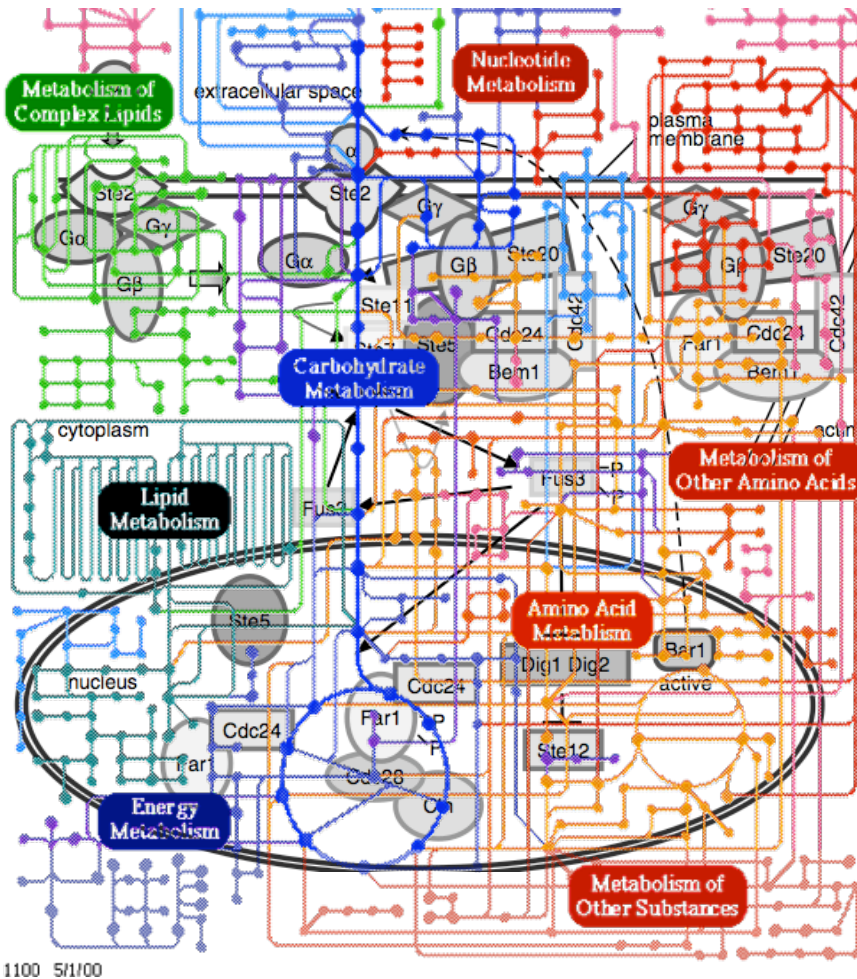 Nucleotide
Metabolism
Metabolism of
Complex Lipids
extracellular space
plasma
membrane
α
Ste2
Ste2
Gγ
Gγ
Gγ
Gα
Gα
Gβ
Gβ
Gβ
Ste20
Ste20
Ste11
Cdc42
Cdc42
Ste5
Cdc24
Far1
Cdc24
Bem1
Bem1
Carbohydrate
Metabolism
cytoplasm
Metabolism of
Other Amino Acids
Lipid
Metabolism
Fus3
P
P
Amino Acid
Metablism
Ste5
Bar1
active
Dig1 Dig2
nucleus
Cdc24
Cdc24
Far1
P
P
Ste12
Far1
Cdc28
Energy
Metabolism
Metabolism of
Other Substances
1100 5/1/00